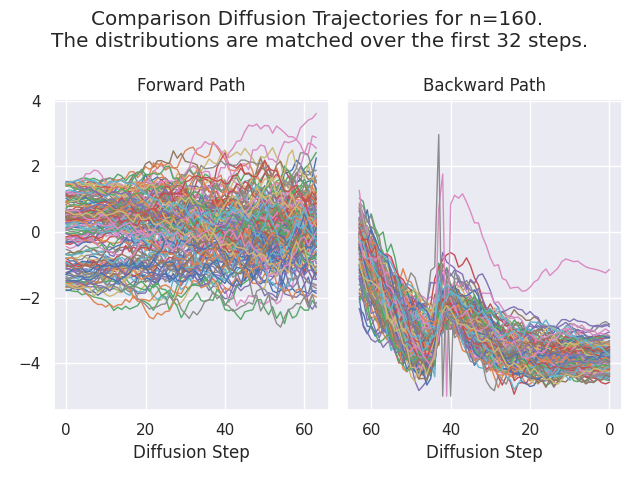 Comparison Diffusion Trajectories for n=160.
The distributions are matched over the first 32 steps.
Forward Path
Backward Path
4
2
0
−2
−4
0 20 40 60
60 40 20 0
Diffusion Step
Diffusion Step